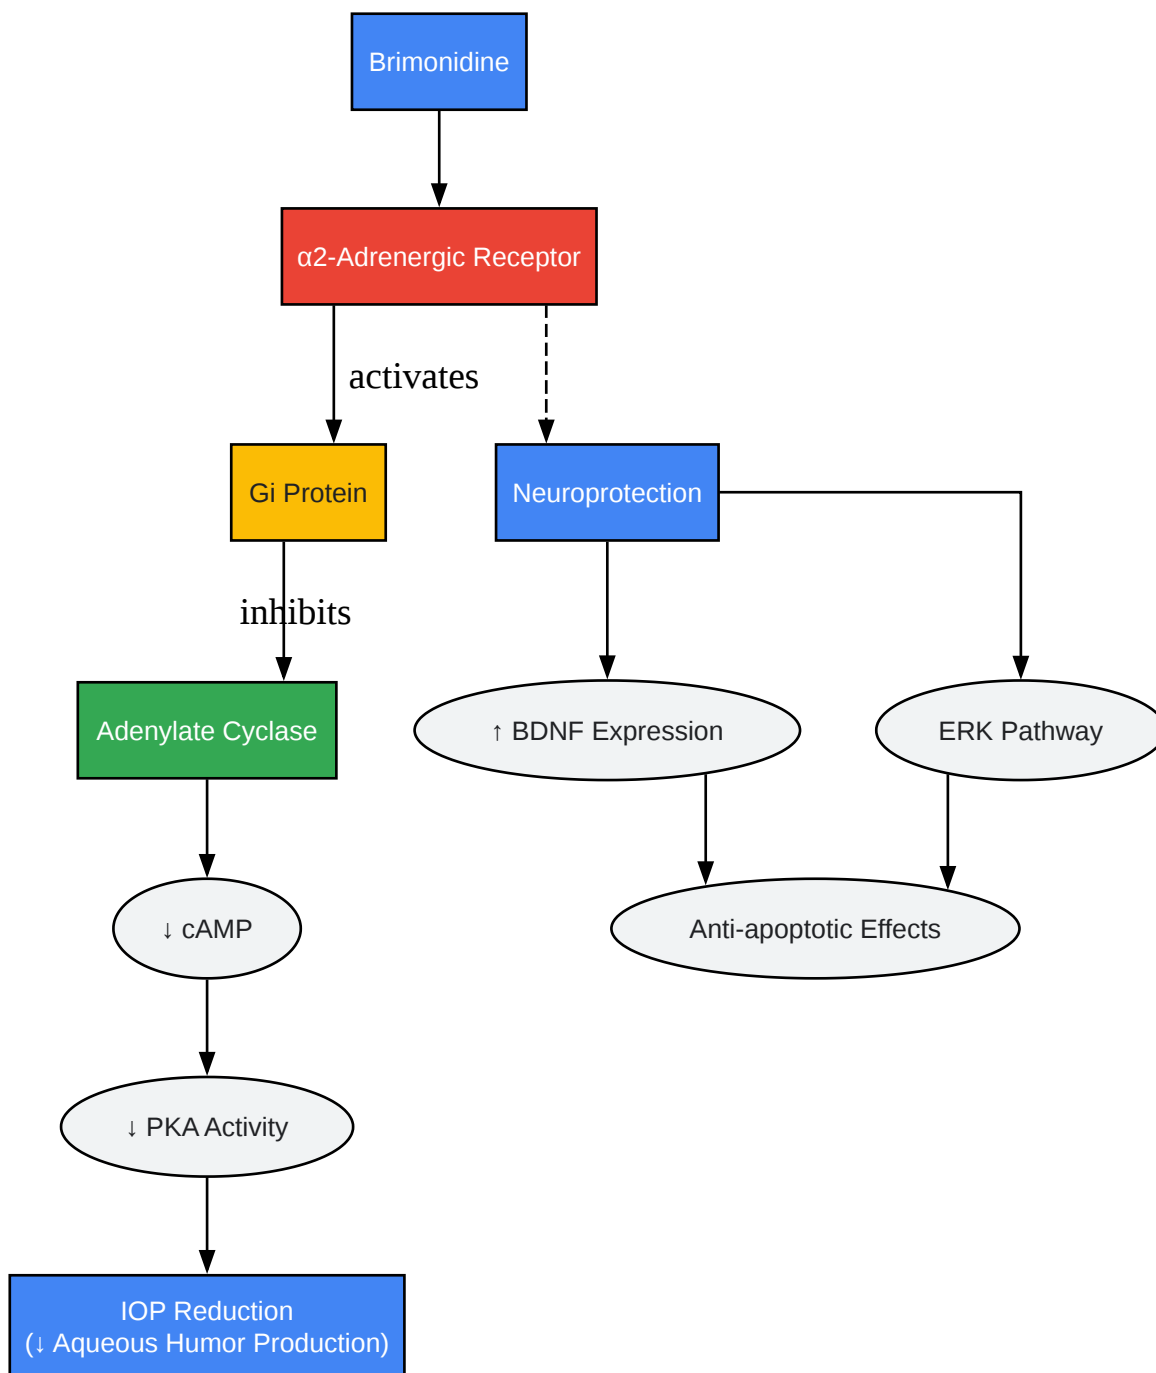 Brimonidine
α2-Adrenergic Receptor
activates
Gi Protein
Neuroprotection
inhibits
Adenylate Cyclase
↑ BDNF Expression
ERK Pathway
↓ cAMP
Anti-apoptotic Effects
↓ PKA Activity
IOP Reduction
(↓ Aqueous Humor Production)